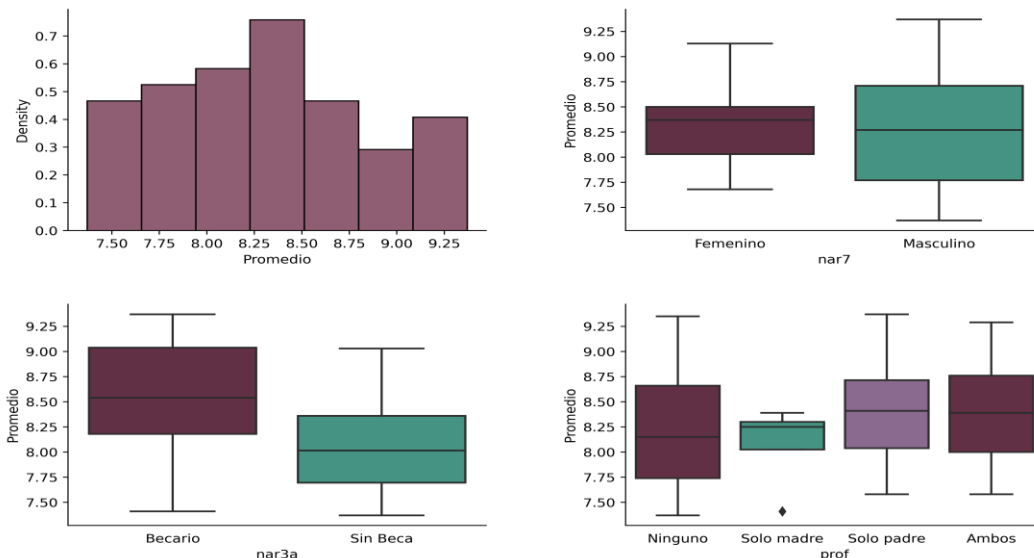 0.7
0.6
0.5
0.4
0.3
0.2
0.1
0.0
Density
7.50 7.75 8.00 8.25 8.50 8.75 9.00 9.25
Promedio
9.25
9.00
8.75
8.50
8.25
8.00
7.75
7.50
Promedio
Femenino Masculino
nar7
9.25
9.00
8.75
8.50
8.25
8.00
7.75
7.50
Promedio
Becario Sin Beca
nar3a
9.25
9.00
8.75
8.50
8.25
8.00
7.75
7.50
Promedio
Ninguno Solo madre Solo padre Ambos
prof